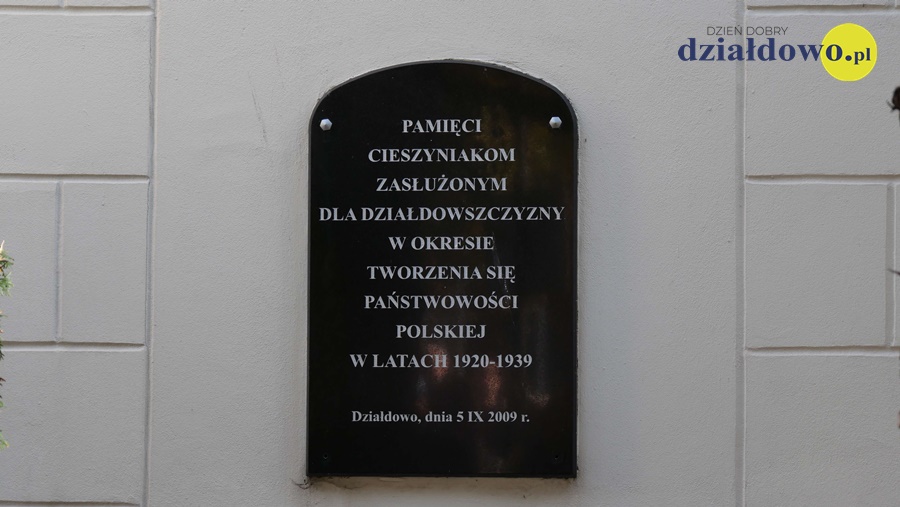 DZIEŃ DOBRY
działdowo.pl
PAMIĘCI
CIESZYNIAKOM
ZASŁUŻONYM
DLA DZIAŁDOWSZCZYZNY
W OKRESIE
TWORZENIA SIĘ
PAŃSTWOWOŚCI
POLSKIEJ
W LATACH 1920-1939
Działdowo, dnia 5 IX 2009 r.